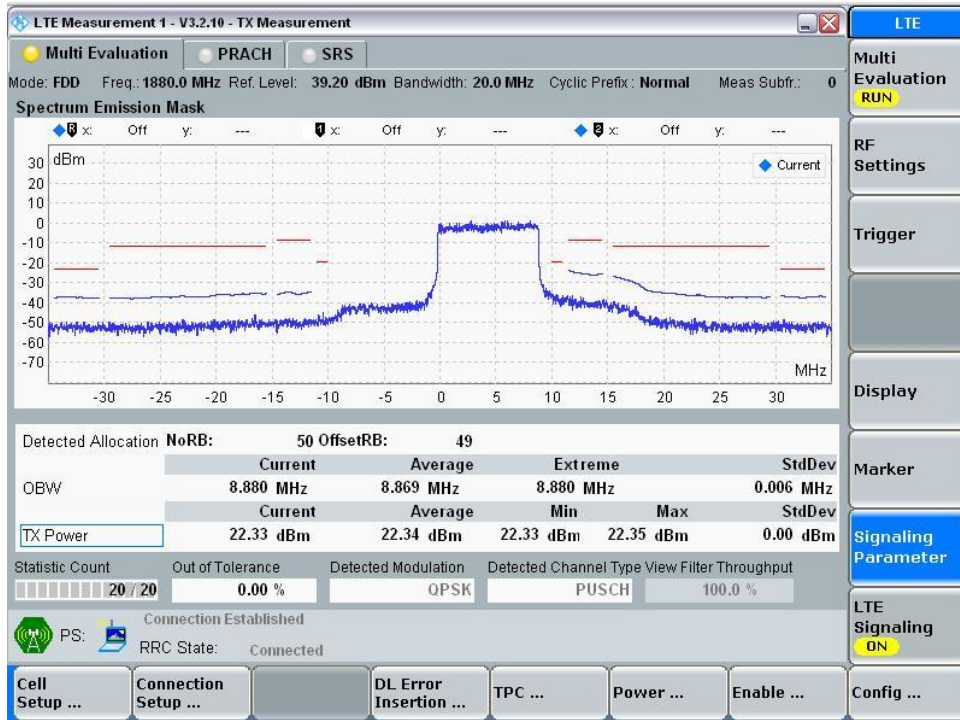 LTE Measurement 1 - V3.2.10 - TX Measurement
LTE
Multi Evaluation PRACH SRS
Multi Evaluation RUN
Mode: FDD Freq.: 1880.0 MHz Ref. Level: 39.20 dBm Bandwidth: 20.0 MHz Cyclic Prefix: Normal Meas Subfr.: 0
Spectrum Emission Mask
R x: Off y: --- 1 x: Off y: --- 2 x: Off y: ---
dBm
Current
30
20
10
0
-10
-20
-30
-40
-50
-60
-70
MHz
-30 -25 -20 -15 -10 -5 0 5 10 15 20 25 30
RF Settings
Trigger
Display
Marker
Signaling Parameter
LTE Signaling ON
Detected Allocation NoRB: 50 OffsetRB: 49
Current Average Extreme StdDev
OBW 8.880 MHz 8.869 MHz 8.880 MHz 0.006 MHz
Current Average Min Max StdDev
TX Power 22.33 dBm 22.34 dBm 22.33 dBm 22.35 dBm 0.00 dBm
Statistic Count Out of Tolerance Detected Modulation Detected Channel Type View Filter Throughput
20 / 20 0.00 % QPSK PUSCH 100.0 %
PS: Connection Established
RRC State: Connected
Cell Setup ... Connection Setup ... DL Error Insertion ... TPC ... Power ... Enable ... Config ...